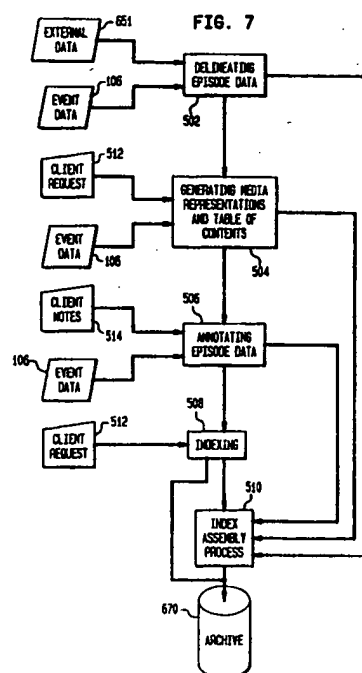 FIG. 7
EXTERNAL
DATA
651
EVENT
DATA
106
DELINEATING
EPISODE DATA
502
CLIENT
REQUEST
512
EVENT
DATA
106
GENERATING MEDIA
REPRESENTATIONS
AND TABLE OF
CONTENTS
504
CLIENT
NOTES
514
506
ANNOTATING
EPISODE DATA
106
EVENT
DATA
508
INDEXING
CLIENT
REQUEST
512
510
INDEX
ASSEMBLY
PROCESS
670
ARCHIVE